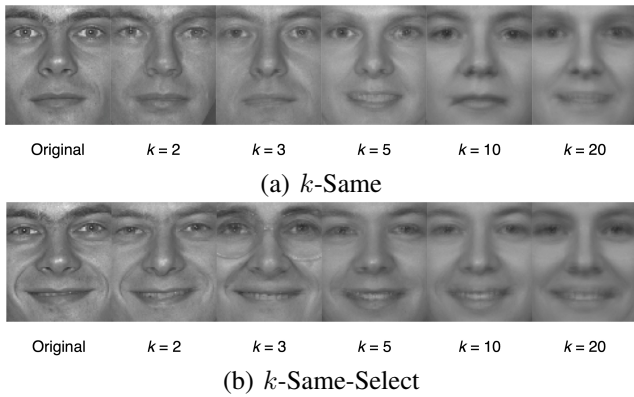 Original k = 2 k = 3 k = 5 k = 10 k = 20
(a) k-Same
Original k = 2 k = 3 k = 5 k = 10 k = 20
(b) k-Same-Select